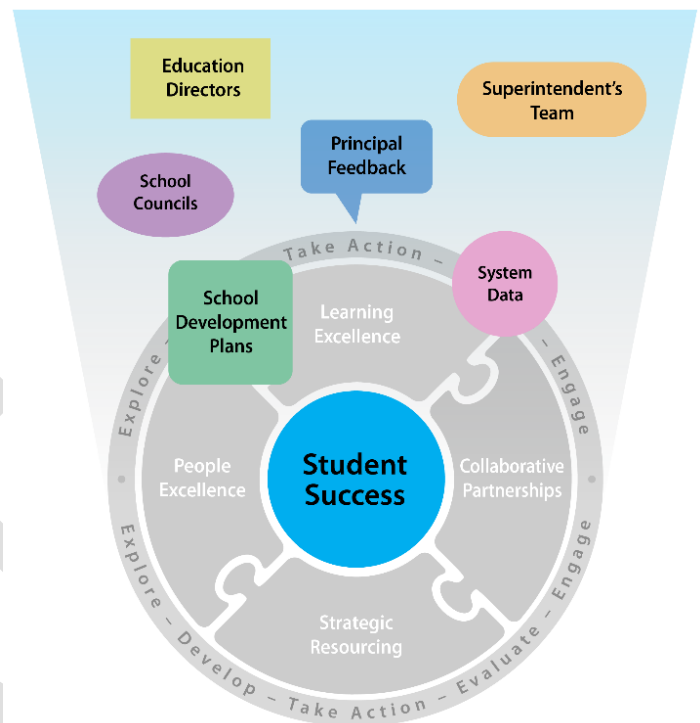 Education
Directors
Superintendent's
Team
Principal
Feedback
School
Councils
Take Action –
System
Data
School
Development
Plans
Learning
Excellence
Explore –
– Engage
People
Excellence
Student
Success
Collaborative
Partnerships
Strategic
Resourcing
Explore – Develop – Take Action – Evaluate – Engage